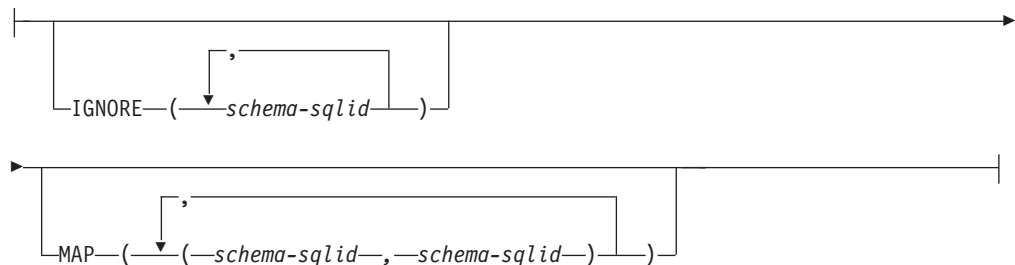 ,
IGNORE ( schema-sqlid )
,
MAP ( ( schema-sqlid , schema-sqlid ) )